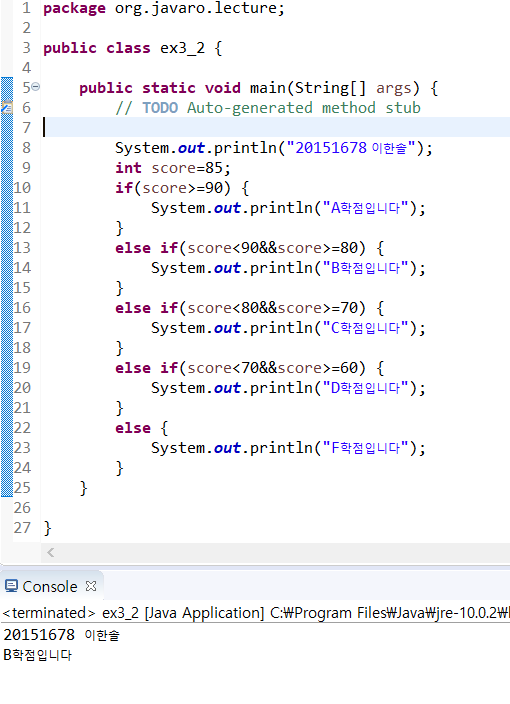 1 package org.javaro.lecture;
2
3 public class ex3_2 {
4
5 public static void main(String[] args) {
6 // TODO Auto-generated method stub
7
8 System.out.println("20151678 이한솔");
9 int score=85;
10 if(score>=90) {
11 System.out.println("A학점입니다");
12 }
13 else if(score<90&&score>=80) {
14 System.out.println("B학점입니다");
15 }
16 else if(score<80&&score>=70) {
17 System.out.println("C학점입니다");
18 }
19 else if(score<70&&score>=60) {
20 System.out.println("D학점입니다");
21 }
22 else {
23 System.out.println("F학점입니다");
24 }
25 }
26
27 }
Console
<terminated> ex3_2 [Java Application] C:₩Program Files₩Java₩jre-10.0.2₩
20151678 이한솔
B학점입니다